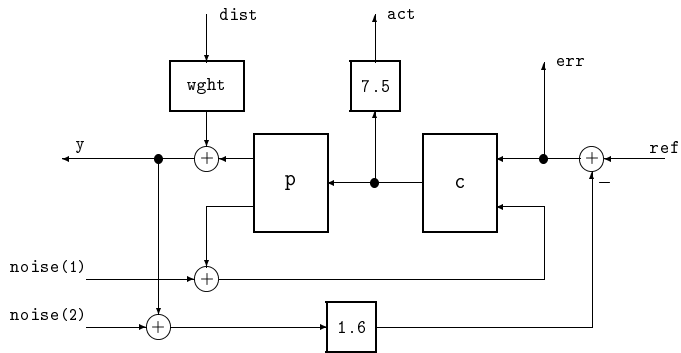 dist
act
err
wght
7.5
y
ref
+
+
p
c
−
noise(1)
+
noise(2)
+
1.6